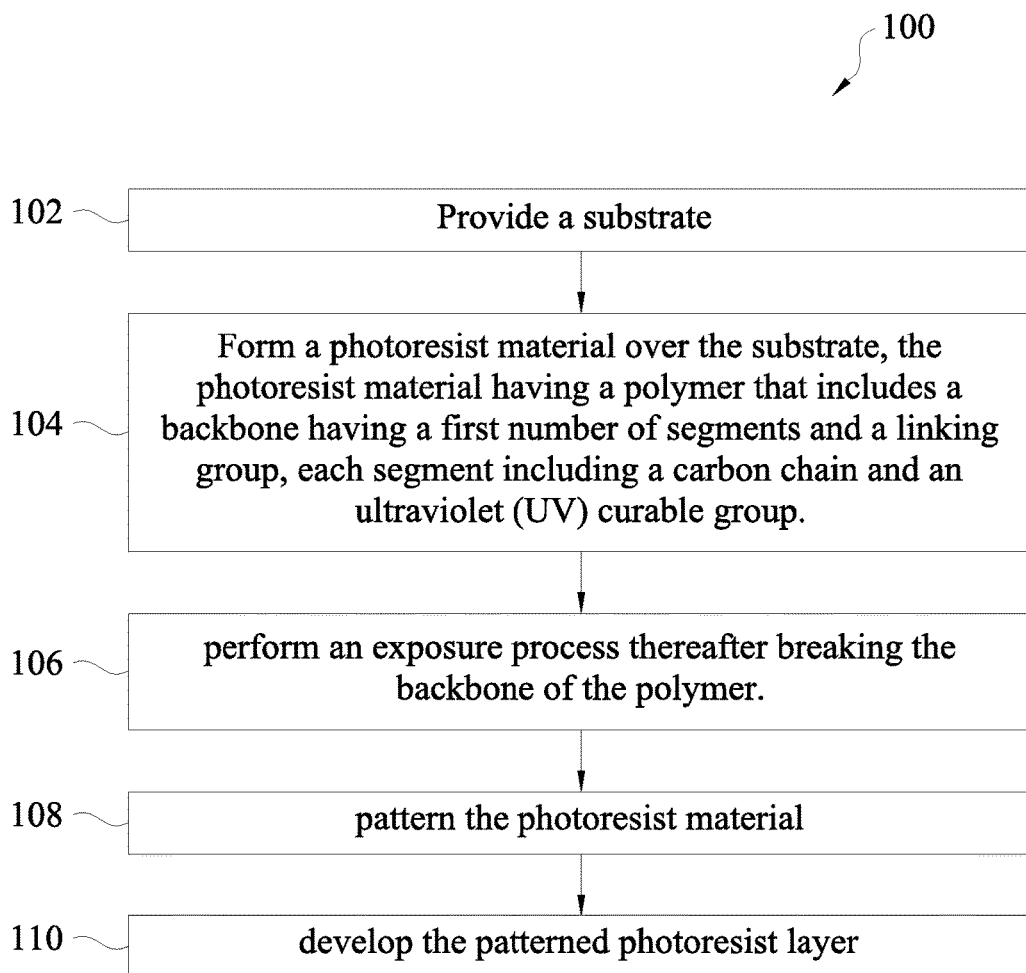 100
102
Provide a substrate
104
Form a photoresist material over the substrate, the
photoresist material having a polymer that includes a
backbone having a first number of segments and a linking
group, each segment including a carbon chain and an
ultraviolet (UV) curable group.
106
perform an exposure process thereafter breaking the
backbone of the polymer.
108
pattern the photoresist material
110
develop the patterned photoresist layer